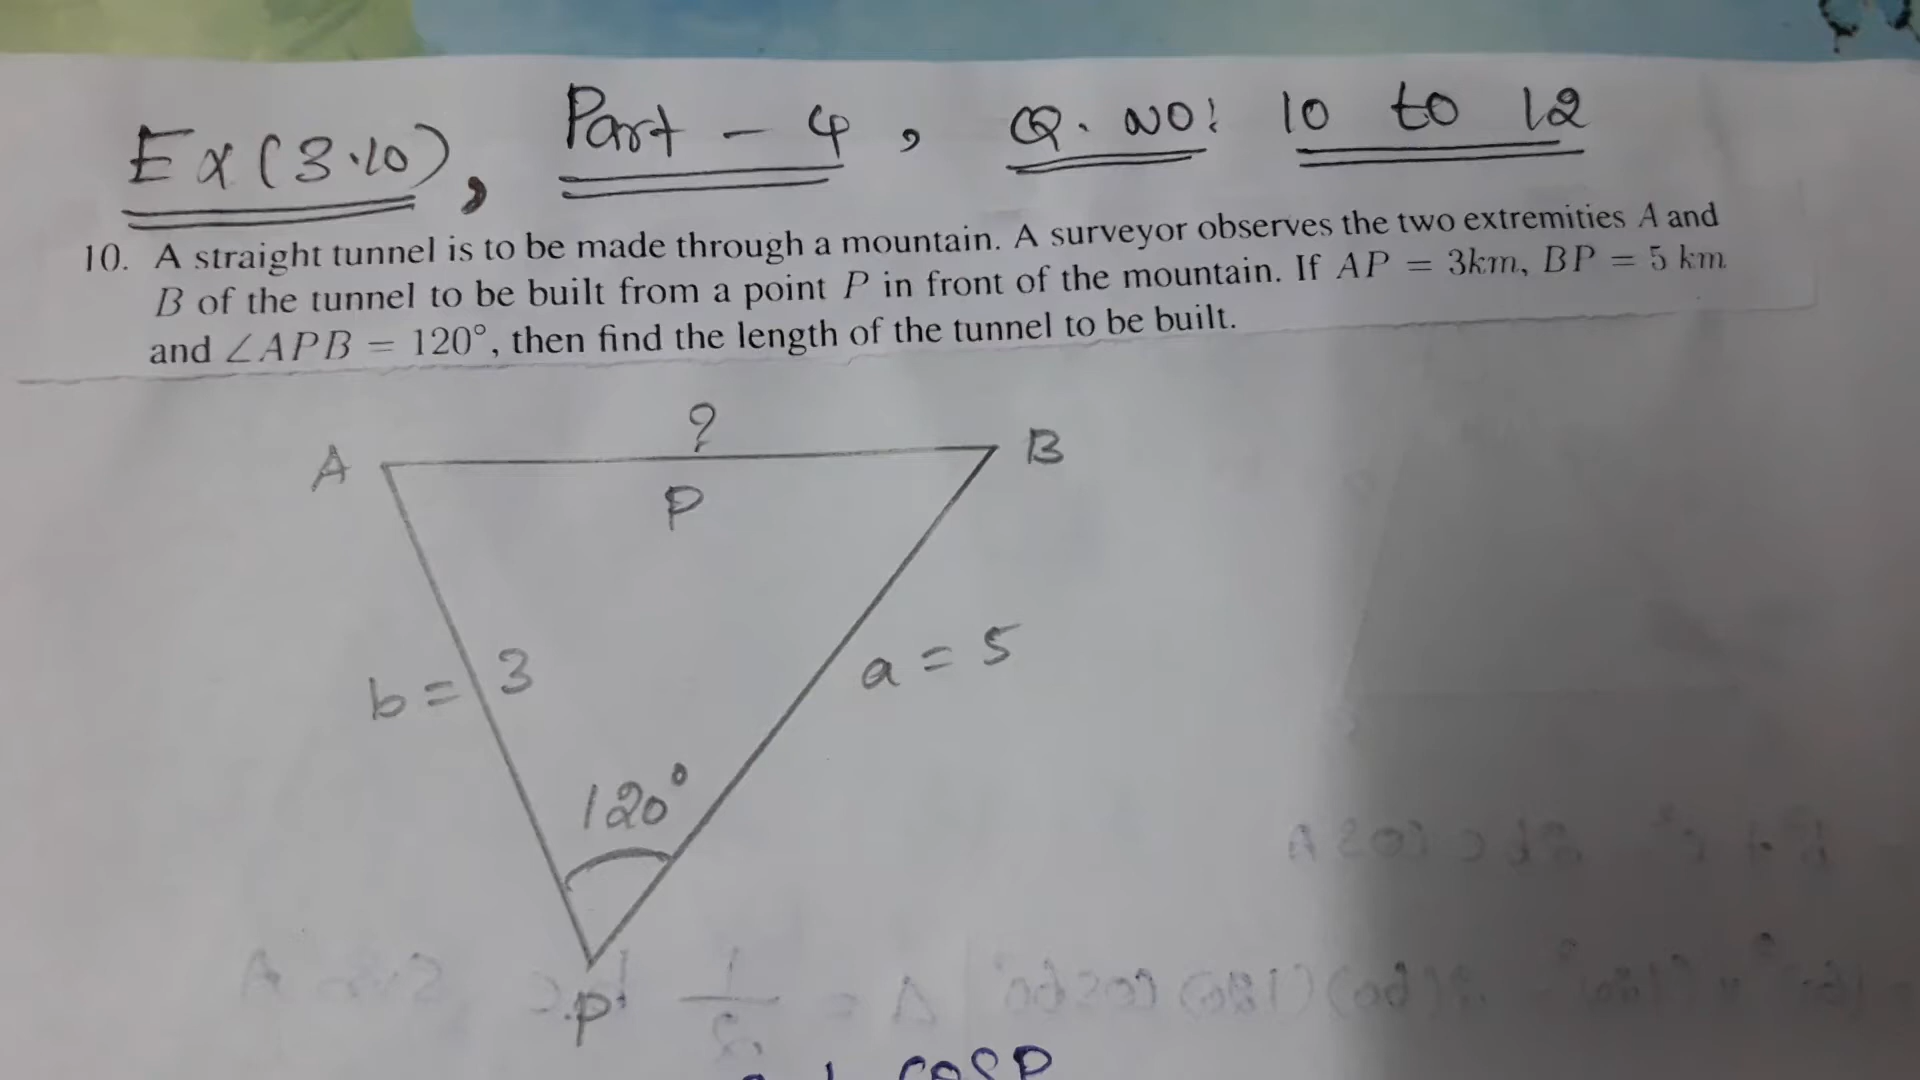 Ex (3.10), Part - 4, Q. NO: 10 to 12
10. A straight tunnel is to be made through a mountain. A surveyor observes the two extremities A and
B of the tunnel to be built from a point P in front of the mountain. If AP = 3km, BP = 5 km
and ∠APB = 120°, then find the length of the tunnel to be built.
?
A B
P
b = 3 a = 5
120°
P
cosP